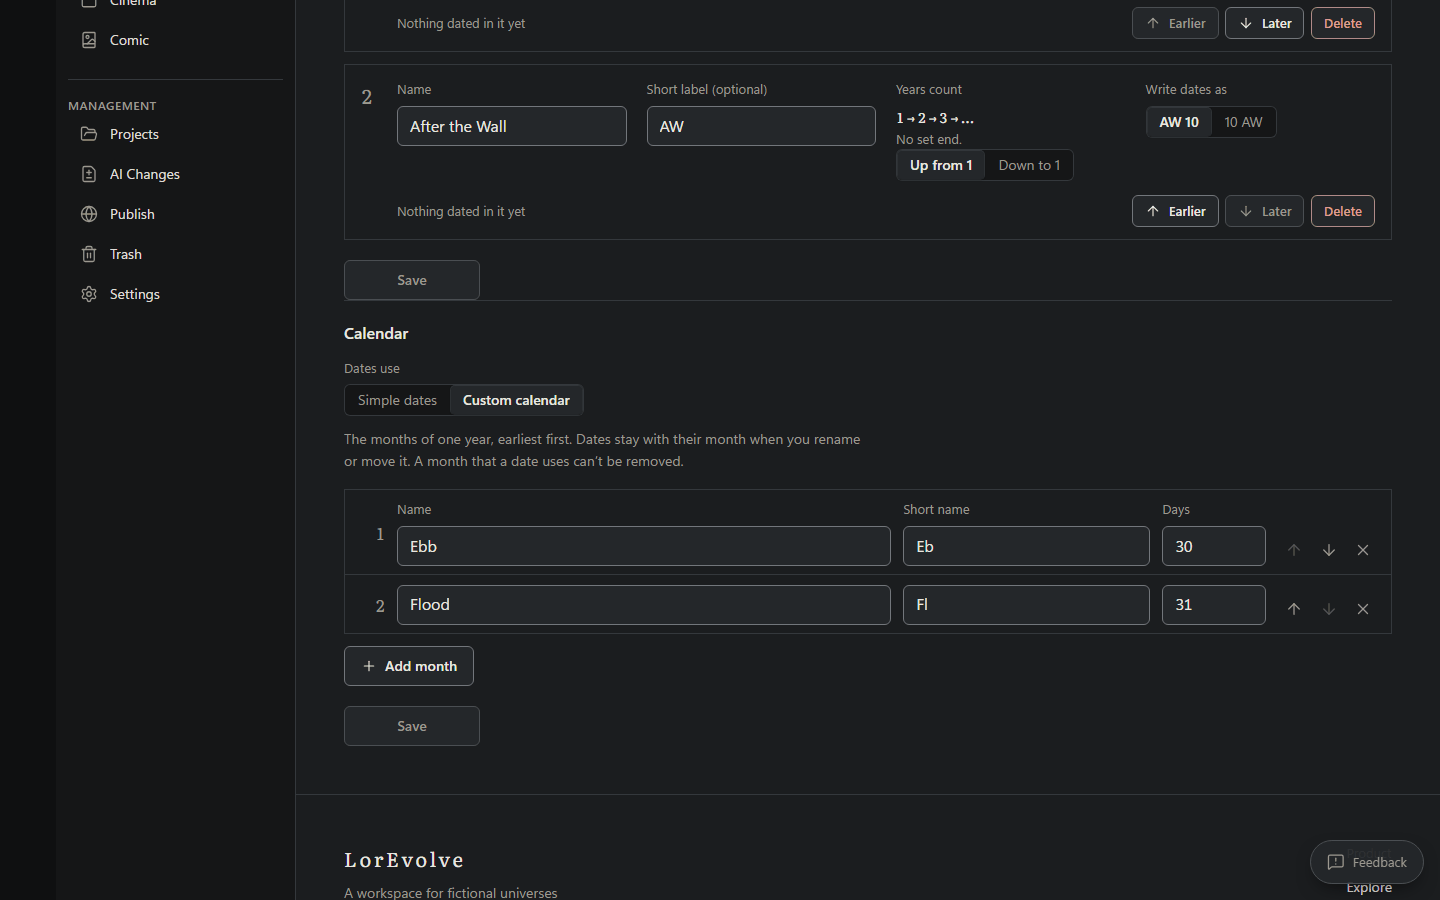 Cinema
Comic
MANAGEMENT
Projects
AI Changes
Publish
Trash
Settings
Nothing dated in it yet
Earlier
Later
Delete
2
Name
Short label (optional)
Years count
Write dates as
After the Wall
AW
1 → 2 → 3 → ...
No set end.
Up from 1
Down to 1
AW 10
10 AW
Nothing dated in it yet
Earlier
Later
Delete
Save
Calendar
Dates use
Simple dates
Custom calendar
The months of one year, earliest first. Dates stay with their month when you rename
or move it. A month that a date uses can't be removed.
Name
Short name
Days
1
Ebb
Eb
30
2
Flood
Fl
31
Add month
Save
LorEvolve
A workspace for fictional universes
Product
Feedback
Explore